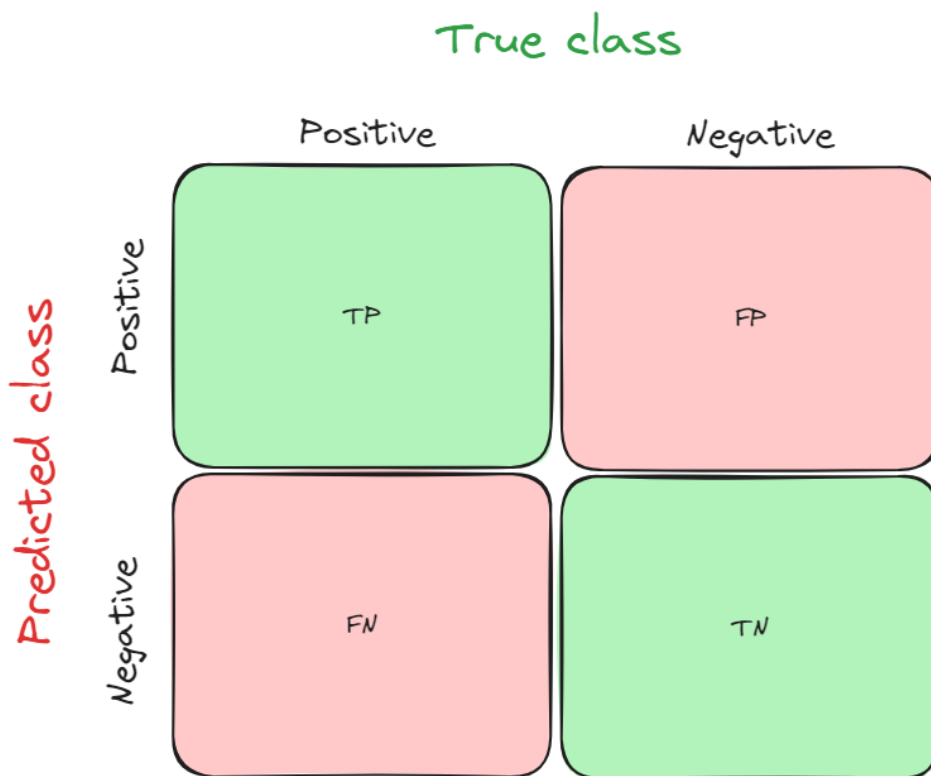 True class
Positive Negative
Predicted class
Positive
TP
FP
Negative
FN
TN